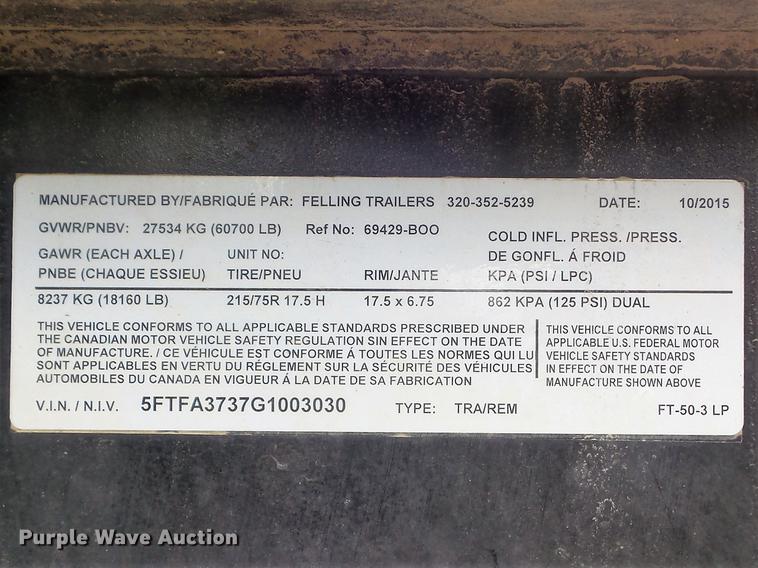 MANUFACTURED BY/FABRIQUÉ PAR: FELLING TRAILERS 320-352-5239 DATE: 10/2015
GVWR/PNBV: 27534 KG (60700 LB) Ref No: 69429-BOO
COLD INFL. PRESS. /PRESS.
GAWR (EACH AXLE) / UNIT NO: DE GONFL. Á FROID
PNBE (CHAQUE ESSIEU) TIRE/PNEU RIM/JANTE KPA (PSI / LPC)
8237 KG (18160 LB) 215/75R 17.5 H 17.5 x 6.75 862 KPA (125 PSI) DUAL
THIS VEHICLE CONFORMS TO ALL APPLICABLE STANDARDS PRESCRIBED UNDER
THE CANADIAN MOTOR VEHICLE SAFETY REGULATION SIN EFFECT ON THE DATE
OF MANUFACTURE. / CE VÉHICULE EST CONFORME Á TOUTES LES NORMES QUI LU
SONT APPLICABLES EN VERTU DU RÉGLEMENT SUR LA SÉCURITÉ DES VÉHICULES
AUTOMOBILES DU CANADA EN VIGUEUR Á LA DATE DE SA FABRICATION
THIS VEHICLE CONFORMS TO ALL
APPLICABLE U.S. FEDERAL MOTOR
VEHICLE SAFETY STANDARDS
IN EFFECT ON THE DATE OF
MANUFACTURE SHOWN ABOVE
V.I.N. / N.I.V. 5FTFA3737G1003030 TYPE: TRA/REM FT-50-3 LP
Purple Wave Auction